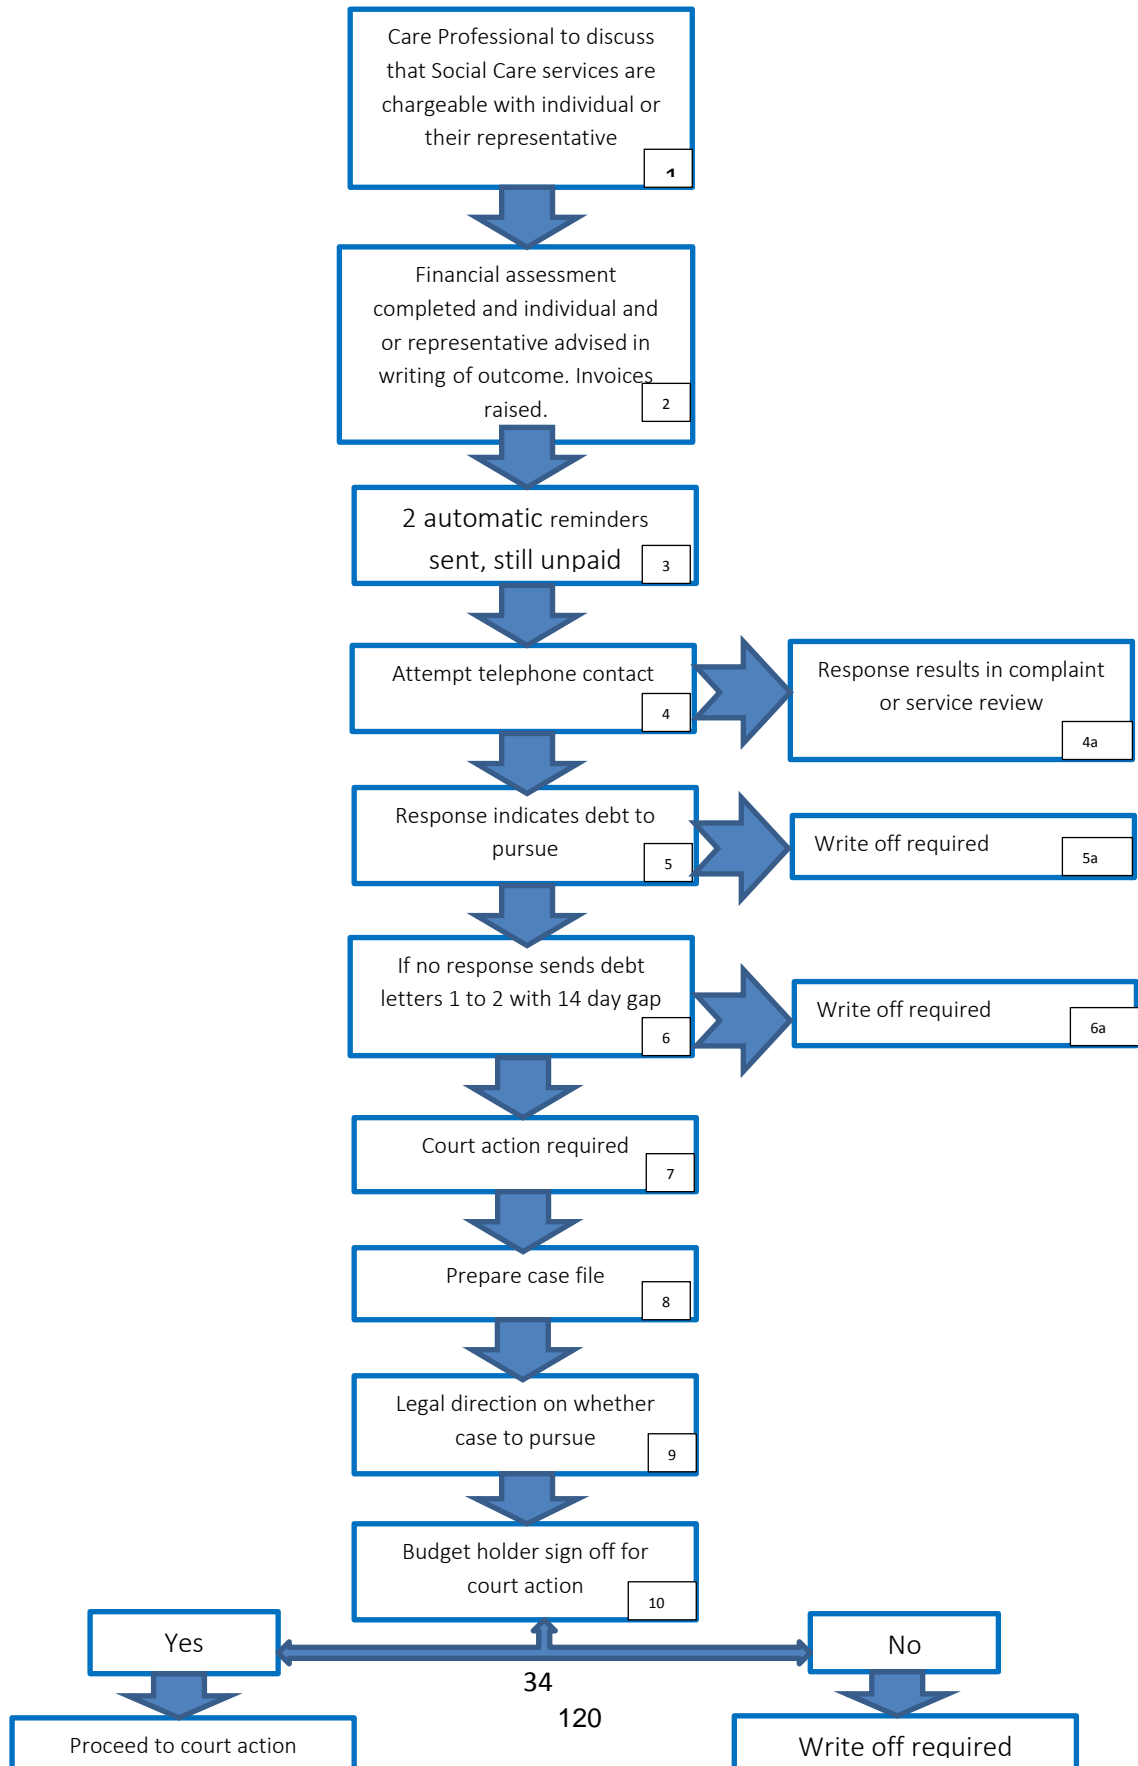 Care Professional to discuss
that Social Care services are
chargeable with individual or
their representative
1
Financial assessment
completed and individual and
or representative advised in
writing of outcome. Invoices
raised.
2
2 automatic reminders
sent, still unpaid
3
Attempt telephone contact
4
Response results in complaint
or service review
4a
Response indicates debt to
pursue
5
Write off required
5a
If no response sends debt
letters 1 to 2 with 14 day gap
6
Write off required
6a
Court action required
7
Prepare case file
8
Legal direction on whether
case to pursue
9
Budget holder sign off for
court action
10
Yes
No
34
120
Proceed to court action
Write off required